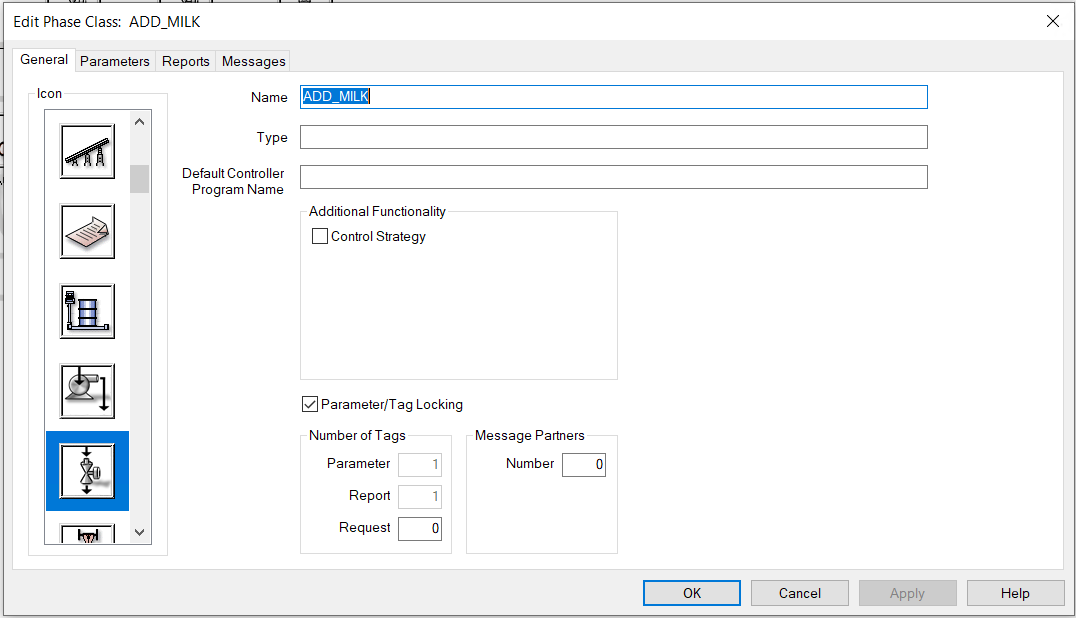 Edit Phase Class: ADD_MILK
General Parameters Reports Messages
Icon
Name ADD_MILK
Type
Default Controller
Program Name
Additional Functionality
Control Strategy
Parameter/Tag Locking
Number of Tags
Parameter 1
Report 1
Request 0
Message Partners
Number 0
OK Cancel Apply Help